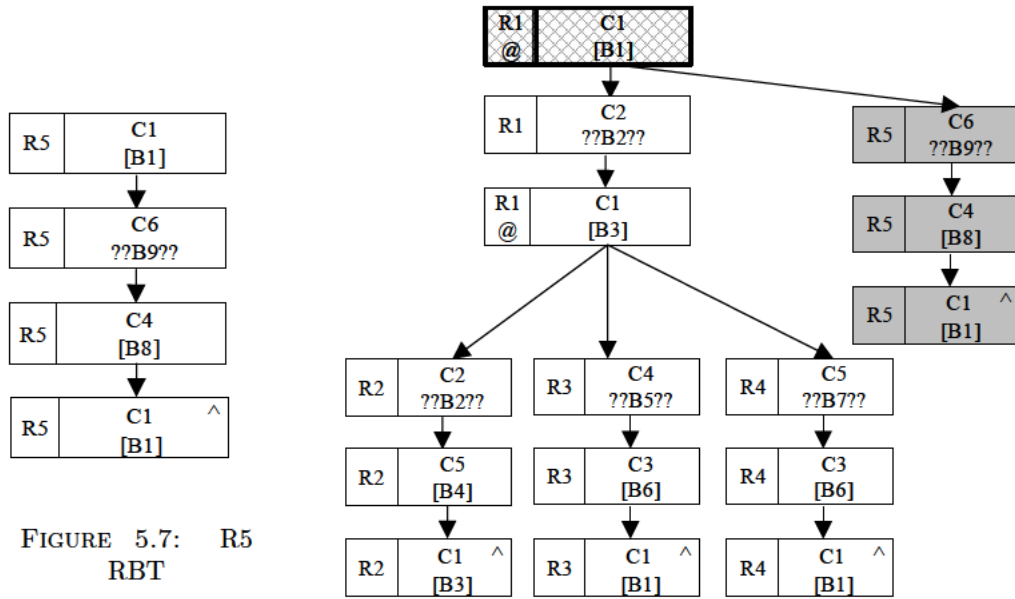 R5
C1
[B1]
R5
C6
??B9??
R5
C4
[B8]
R5
C1
^
[B1]
FIGURE 5.7: R5
RBT
R1
@
C1
[B1]
R1
C2
??B2??
R1
@
C1
[B3]
R5
C6
??B9??
R5
C4
[B8]
R5
C1
^
[B1]
R2
C2
??B2??
R3
C4
??B5??
R4
C5
??B7??
R2
C5
[B4]
R3
C3
[B6]
R4
C3
[B6]
R2
C1
^
[B3]
R3
C1
^
[B1]
R4
C1
^
[B1]